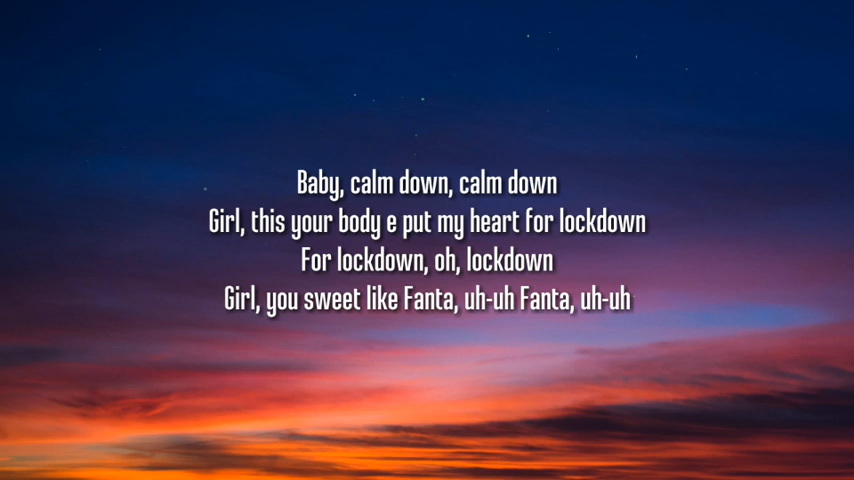 Baby, calm down, calm down
Girl, this your body e put my heart for lockdown
For lockdown, oh, lockdown
Girl, you sweet like Fanta, uh-uh Fanta, uh-uh